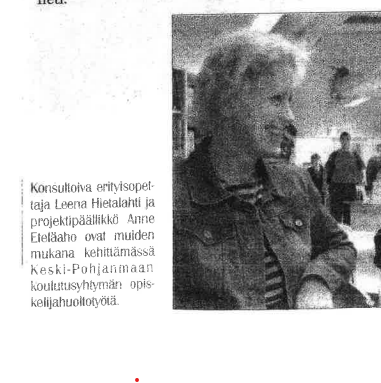 Konsultoiva erityisopet-
taja Leena Hietalahti ja
projektipäällikkö Anne
Eteläaho ovat muiden
mukana kehittämässä
Keski-Pohjanmaan
koulutusyhtymän opis-
kelijahuoltotyötä.